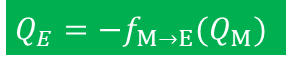 Q_E = −f_{M→E}(Q_M)